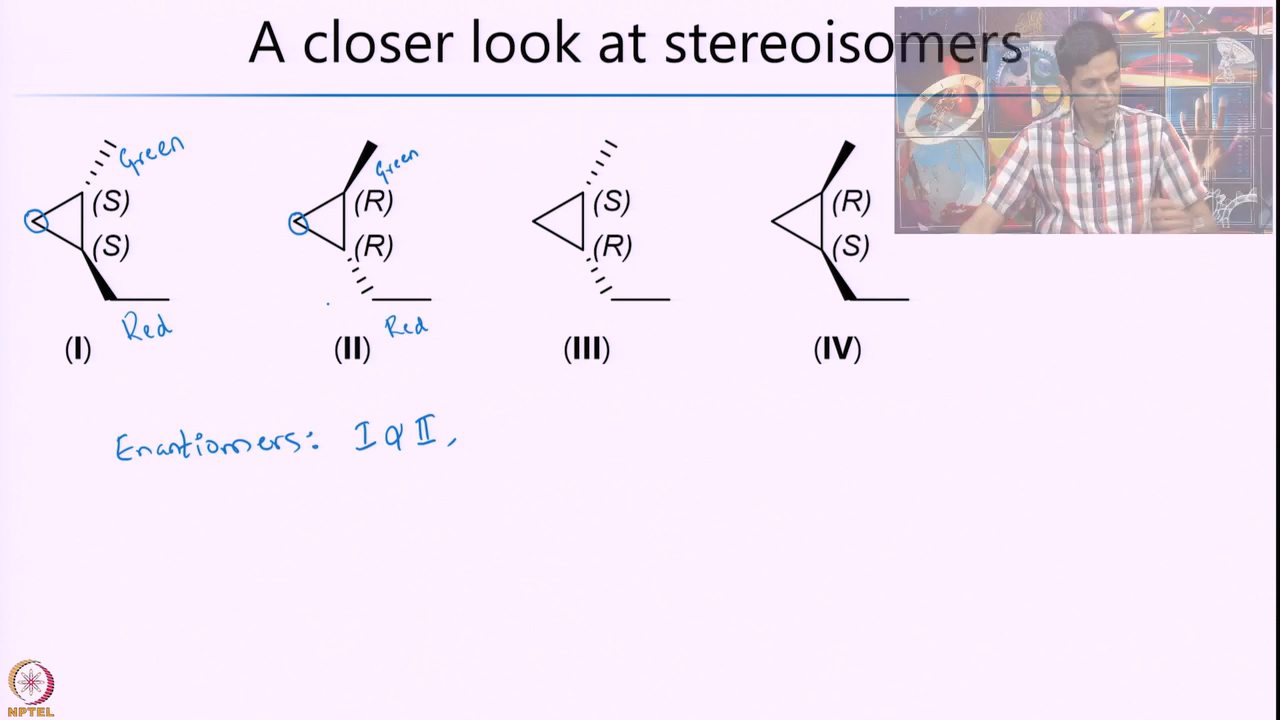 A closer look at stereoisomers
Green
Green
(S)
(R)
(S)
(R)
(S)
(R)
(R)
(S)
Red
Red
(I)
(II)
(III)
(IV)
Enantiomers: I & II,
NPTEL